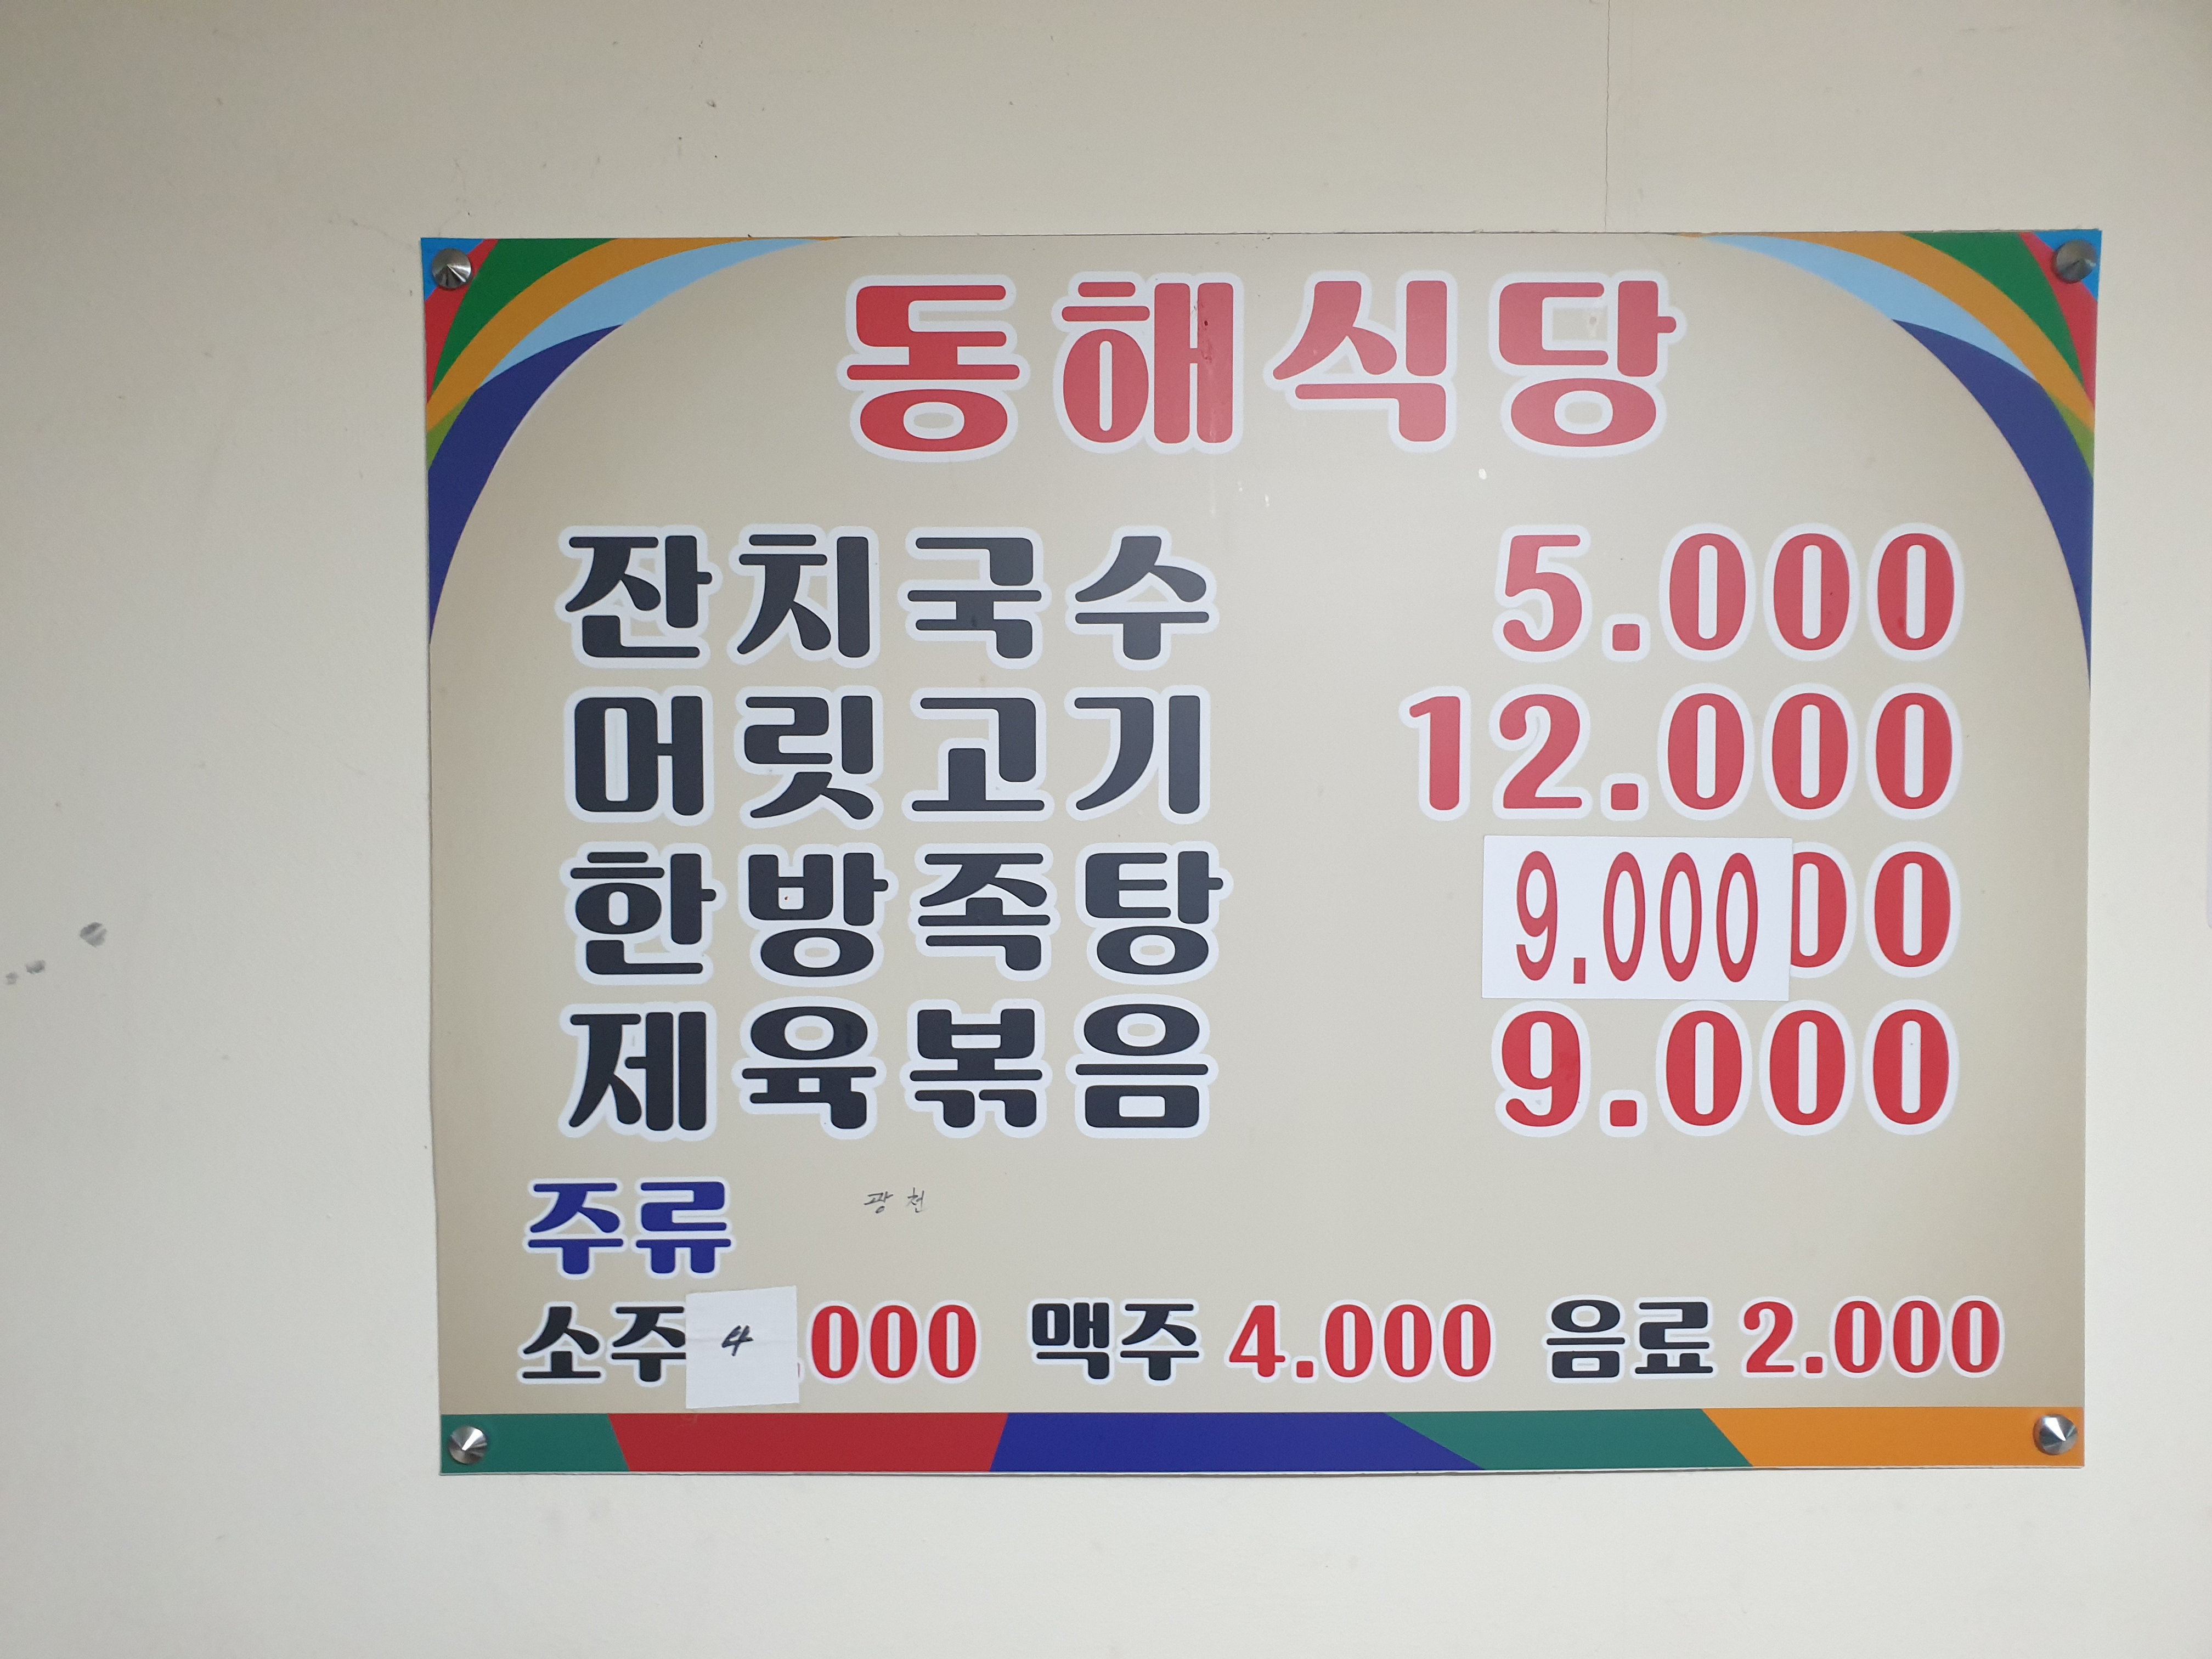 동해식당
잔치국수 5.000
머릿고기 12.000
한방족탕 9.000 00
제육볶음 9.000
주류 광천
소주 4 .000 맥주 4.000 음료 2.000